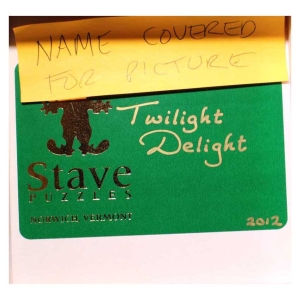 NAME COVERED
FOR PICTURE
Twilight
Delight
Stave
PUZZLES
NORWICH, VERMONT
2012